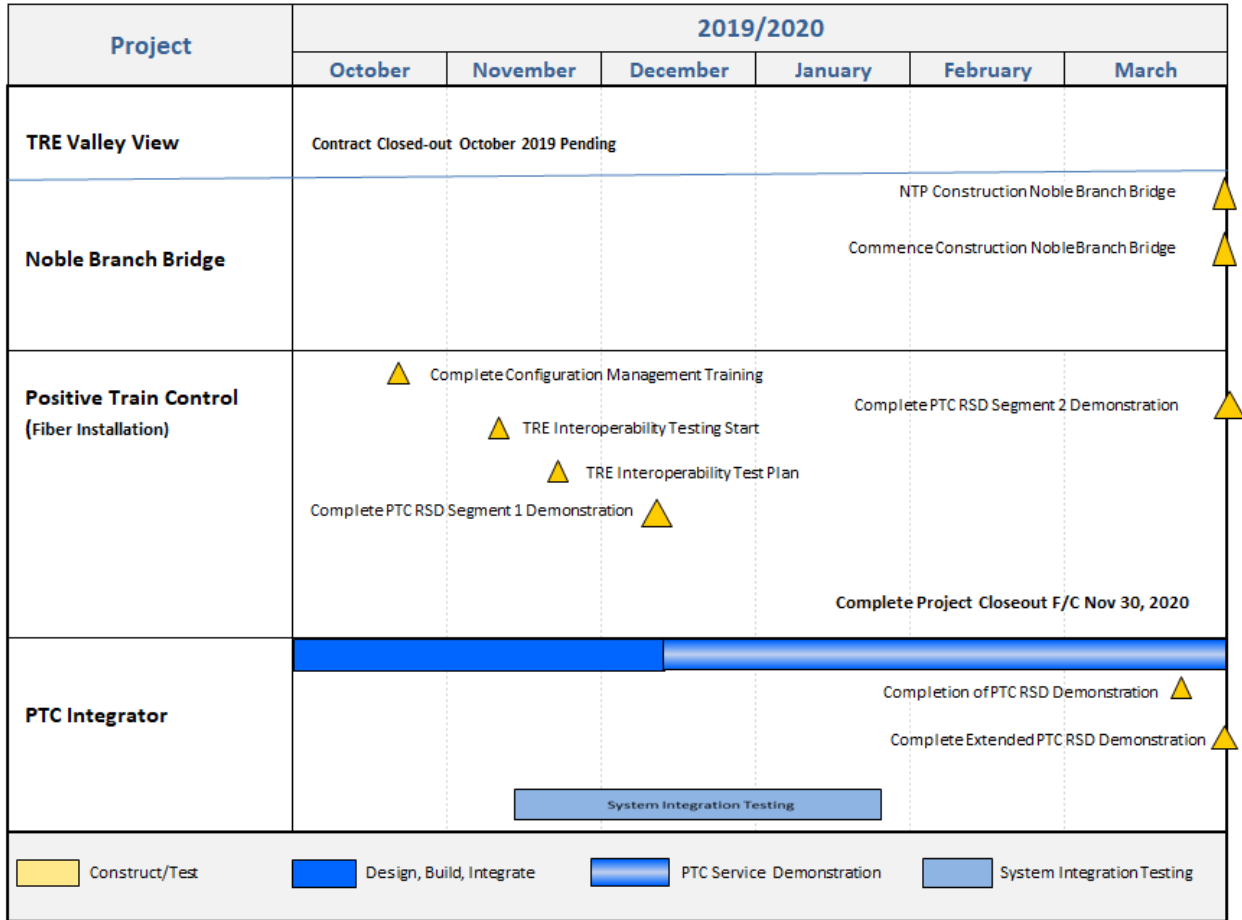 Project
2019/2020
October November December January February March
TRE Valley View
Contract Closed-out October 2019 Pending
NTP Construction Noble Branch Bridge
Noble Branch Bridge
Commence Construction Noble Branch Bridge
Complete Configuration Management Training
Positive Train Control
(Fiber Installation)
Complete PTC RSD Segment 2 Demonstration
TRE Interoperability Testing Start
TRE Interoperability Test Plan
Complete PTC RSD Segment 1 Demonstration
Complete Project Closeout F/C Nov 30, 2020
PTC Integrator
Completion of PTC RSD Demonstration
Complete Extended PTC RSD Demonstration
System Integration Testing
Construct/Test
Design, Build, Integrate
PTC Service Demonstration
System Integration Testing